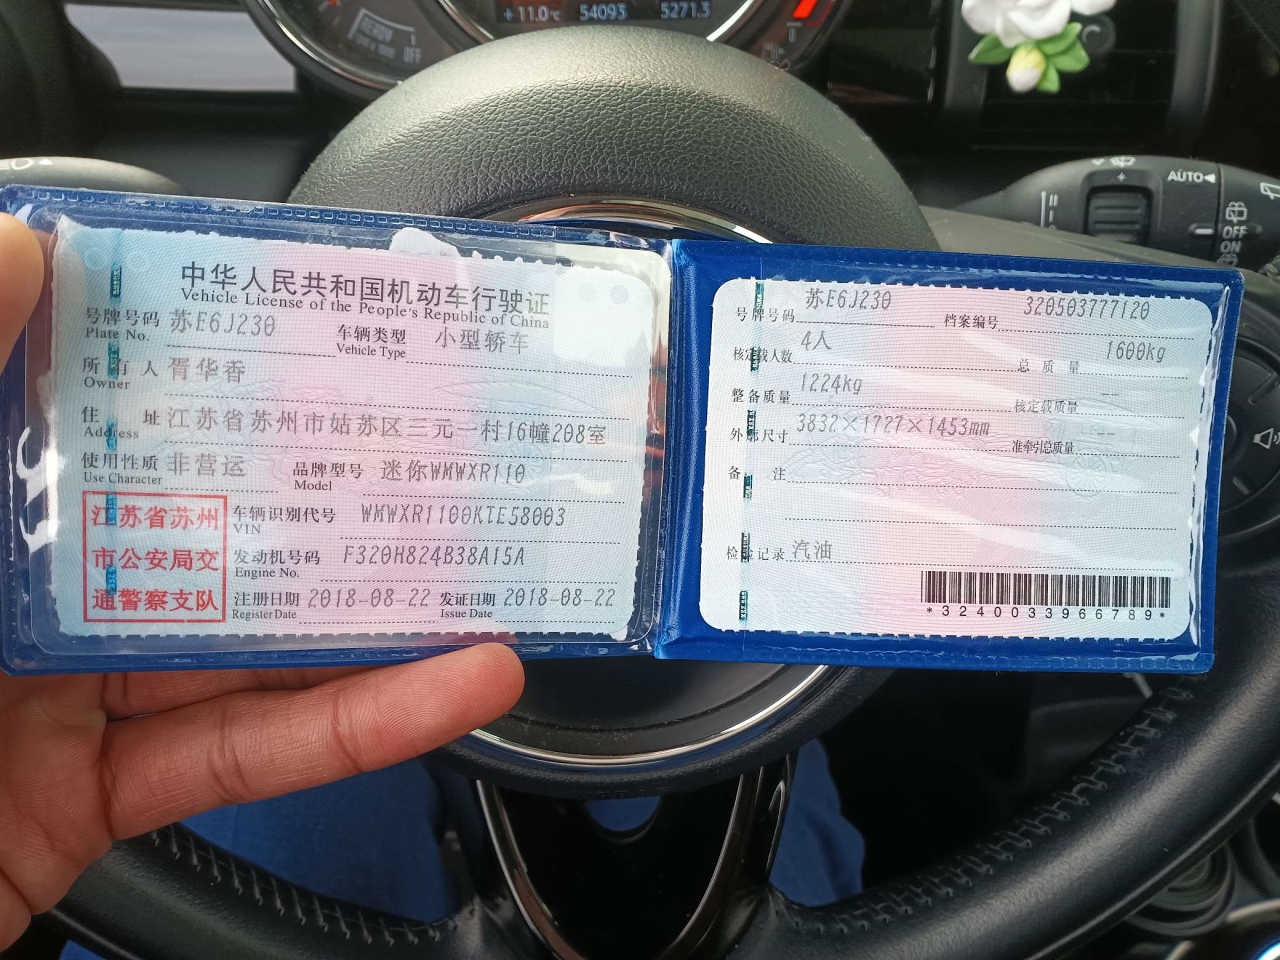 +11.0°C 54093 5271.3
OFF
AUTO
OFF
ON
中华人民共和国机动车行驶证
Vehicle License of the People's Republic of China
号牌号码 苏E6J230 车辆类型 小型轿车
Plate No. Vehicle Type
所有人 胥华香
Owner
住址 江苏省苏州市姑苏区三元一村16幢208室
Address
使用性质 非营运 品牌型号 迷你WMWXR110
Use Character Model
江苏省苏州
市公安局交
通警察支队
车辆识别代号 WMWXR1100KTE58003
VIN
发动机号码 F320H824B38A15A
Engine No.
注册日期 2018-08-22 发证日期 2018-08-22
Register Date Issue Date
号牌号码 苏E6J230 档案编号 320503777120
核定载人数 4人 总质量 1600kg
整备质量 1224kg 核定载质量 --
外廓尺寸 3832×1727×1453mm 准牵引总质量 --
备注
检验记录 汽油
*3240033966789*